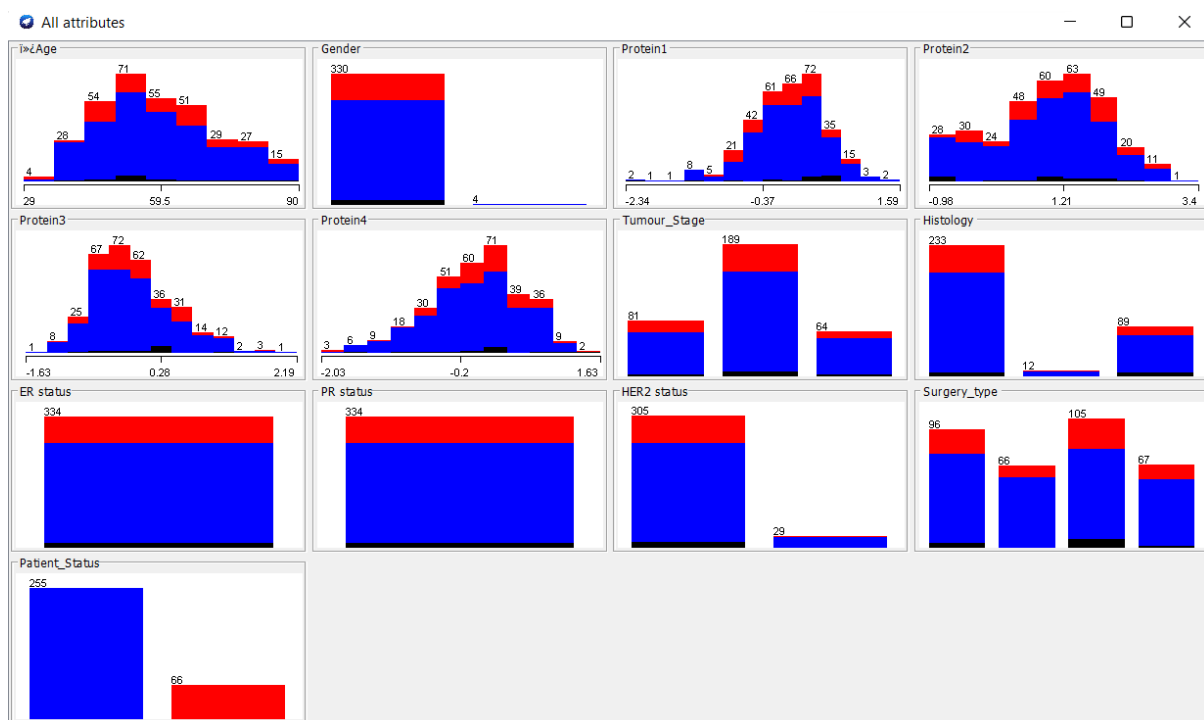 All attributes
ï»¿Age
4 28 54 71 55 51 29 27 15
29 59.5 90
Gender
330 4
Protein1
2 1 1 8 5 21 42 61 66 72 35 15 3 2
-2.34 -0.37 1.59
Protein2
28 30 24 48 60 63 49 20 11 1
-0.98 1.21 3.4
Protein3
1 8 25 67 72 62 36 31 14 12 2 3 1
-1.63 0.28 2.19
Protein4
3 6 9 18 30 51 60 71 39 36 9 2
-2.03 -0.2 1.63
Tumour_Stage
81 189 64
Histology
233 12 89
ER status
334
PR status
334
HER2 status
305 29
Surgery_type
96 66 105 67
Patient_Status
255 66